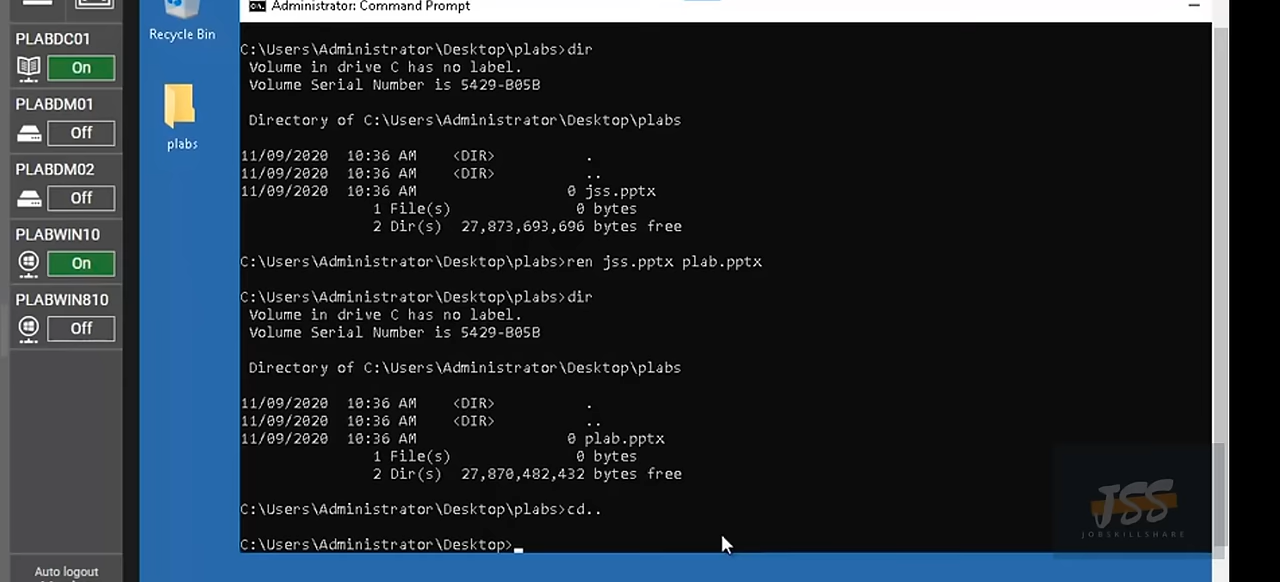 Administrator: Command Prompt
PLABDC01
On
PLABDM01
Off
PLABDM02
Off
PLABWIN10
On
PLABWIN810
Off
Auto logout
Recycle Bin
plabs
C:\Users\Administrator\Desktop\plabs>dir
Volume in drive C has no label.
Volume Serial Number is 5429-B05B
Directory of C:\Users\Administrator\Desktop\plabs
11/09/2020 10:36 AM <DIR> .
11/09/2020 10:36 AM <DIR> ..
11/09/2020 10:36 AM 0 jss.pptx
1 File(s) 0 bytes
2 Dir(s) 27,873,693,696 bytes free
C:\Users\Administrator\Desktop\plabs>ren jss.pptx plab.pptx
C:\Users\Administrator\Desktop\plabs>dir
Volume in drive C has no label.
Volume Serial Number is 5429-B05B
Directory of C:\Users\Administrator\Desktop\plabs
11/09/2020 10:36 AM <DIR> .
11/09/2020 10:36 AM <DIR> ..
11/09/2020 10:36 AM 0 plab.pptx
1 File(s) 0 bytes
2 Dir(s) 27,870,482,432 bytes free
C:\Users\Administrator\Desktop\plabs>cd..
C:\Users\Administrator\Desktop>
JSS
JOBSKILLSHARE